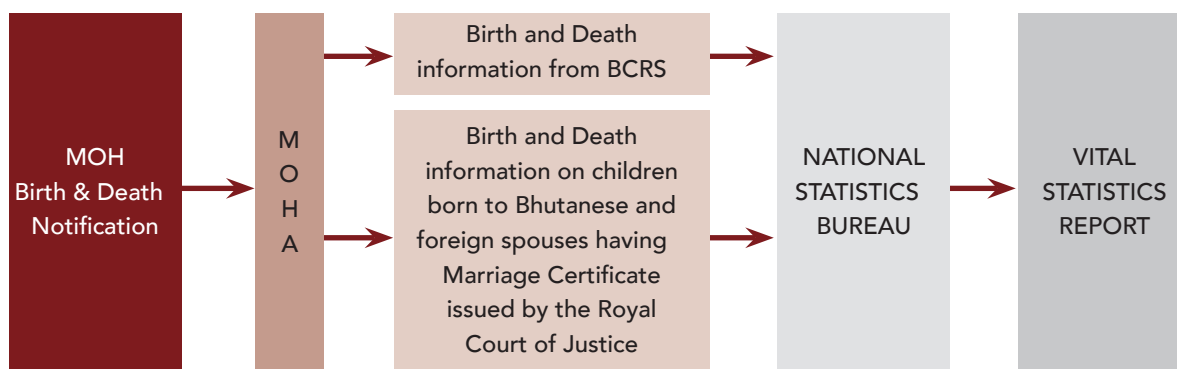 MOH
Birth & Death
Notification
M
O
H
A
Birth and Death
information from BCRS
Birth and Death
information on children
born to Bhutanese and
foreign spouses having
Marriage Certificate
issued by the Royal
Court of Justice
NATIONAL
STATISTICS
BUREAU
VITAL
STATISTICS
REPORT